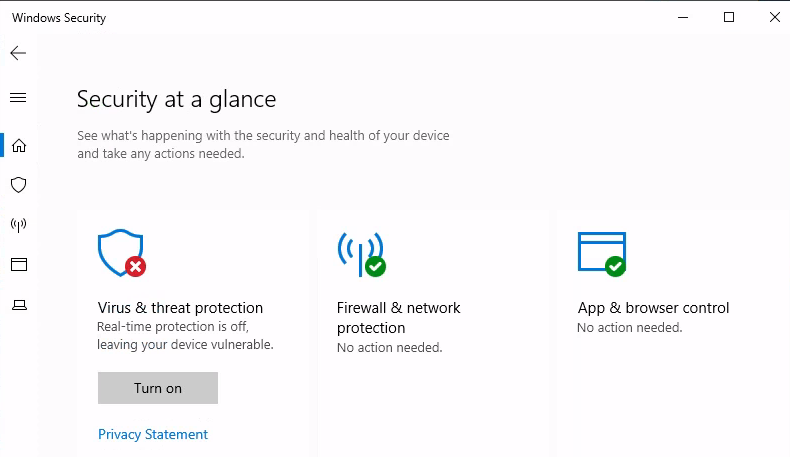 Windows Security
Security at a glance
See what's happening with the security and health of your device
and take any actions needed.
Virus & threat protection
Real-time protection is off,
leaving your device vulnerable.
Turn on
Privacy Statement
Firewall & network
protection
No action needed.
App & browser control
No action needed.